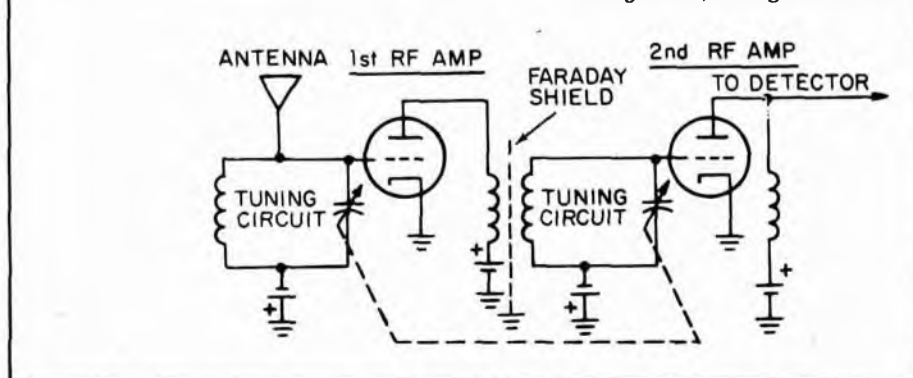 ANTENNA
1st RF AMP
FARADAY
SHIELD
2nd RF AMP
TO DETECTOR
TUNING
CIRCUIT
TUNING
CIRCUIT
+
+
+
+